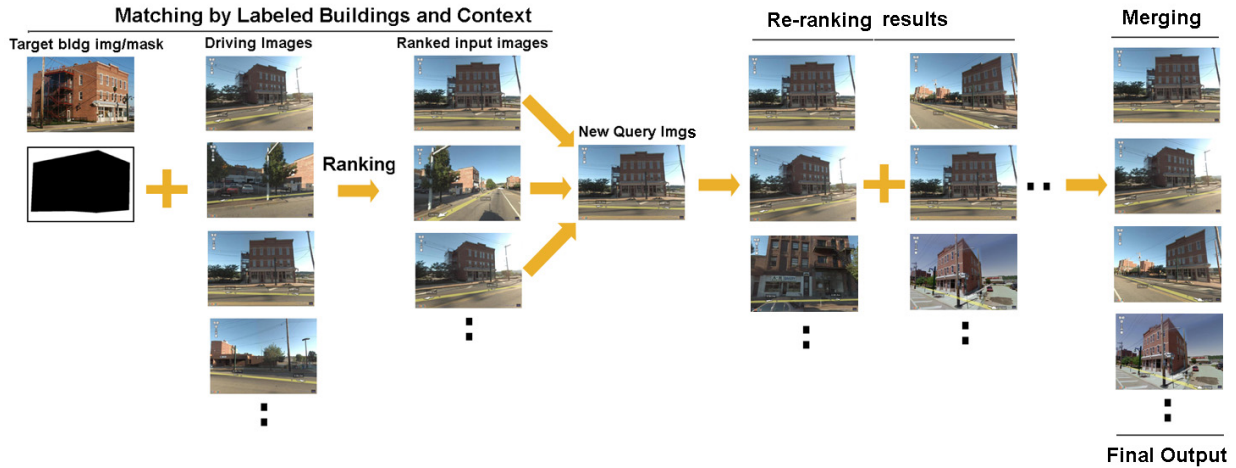 Matching by Labeled Buildings and Context
Re-ranking results
Merging
Target bldg img/mask
Driving Images
Ranked input images
New Query Imgs
Ranking
Final Output